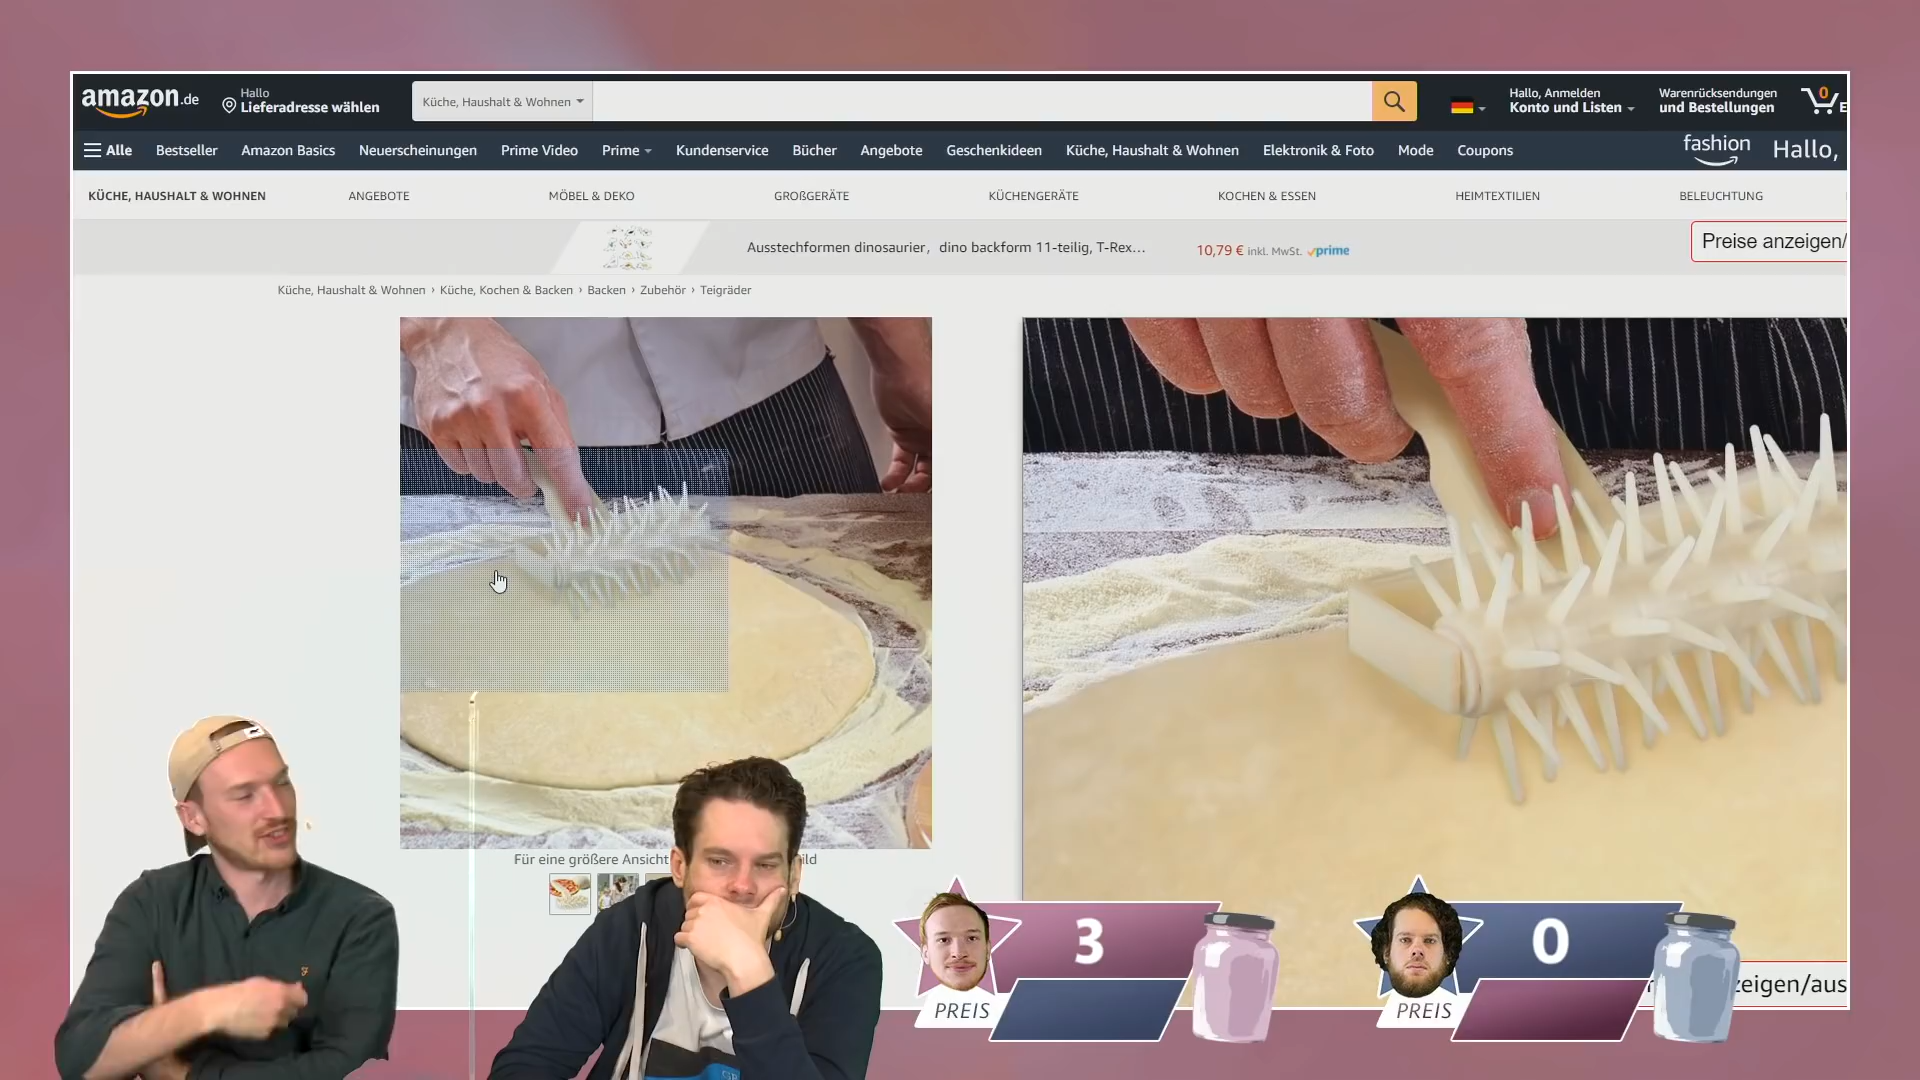 amazon.de
Hallo
Lieferadresse wählen
Küche, Haushalt & Wohnen
Hallo, Anmelden
Konto und Listen
Warenrücksendungen
und Bestellungen
0
E
Alle
Bestseller
Amazon Basics
Neuerscheinungen
Prime Video
Prime
Kundenservice
Bücher
Angebote
Geschenkideen
Küche, Haushalt & Wohnen
Elektronik & Foto
Mode
Coupons
fashion
Hallo,
KÜCHE, HAUSHALT & WOHNEN
ANGEBOTE
MÖBEL & DEKO
GROßGERÄTE
KÜCHENGERÄTE
KOCHEN & ESSEN
HEIMTEXTILIEN
BELEUCHTUNG
Ausstechformen dinosaurier, dino backform 11-teilig, T-Rex…
10,79 € inkl. MwSt. prime
Preise anzeigen/
Küche, Haushalt & Wohnen › Küche, Kochen & Backen › Backen › Zubehör › Teigräder
Für eine größere Ansicht
ild
3
PREIS
0
PREIS
zeigen/aus